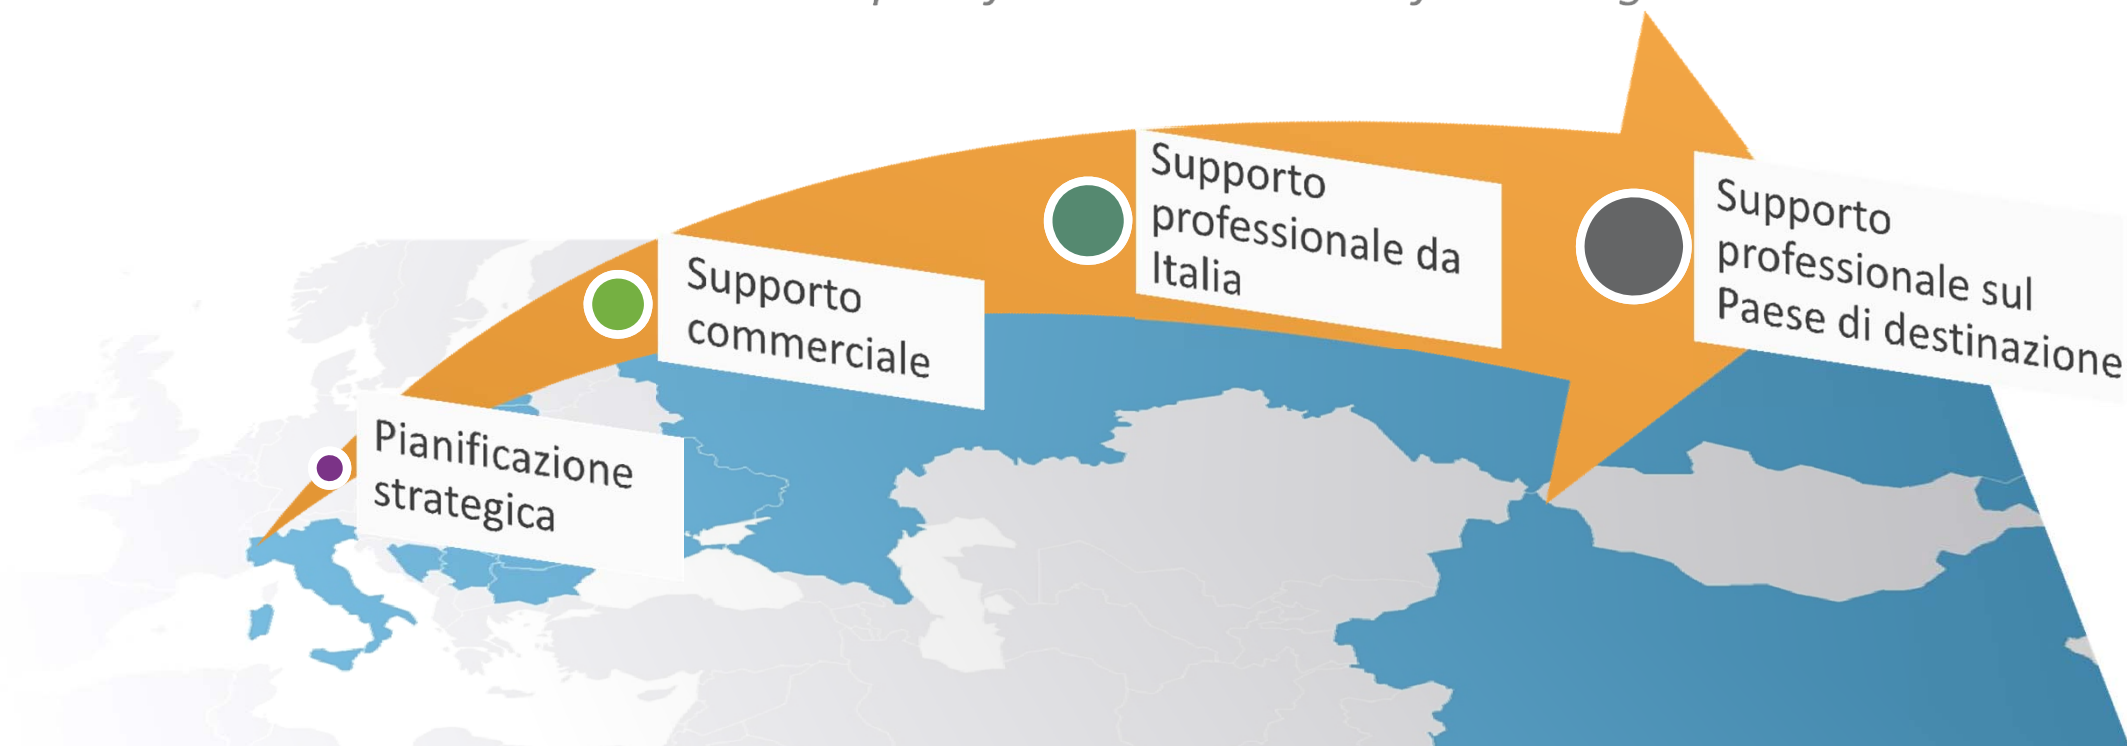 Supporto
professionale da
Italia
Supporto
professionale sul
Paese di destinazione
Supporto
commerciale
Pianificazione
strategica